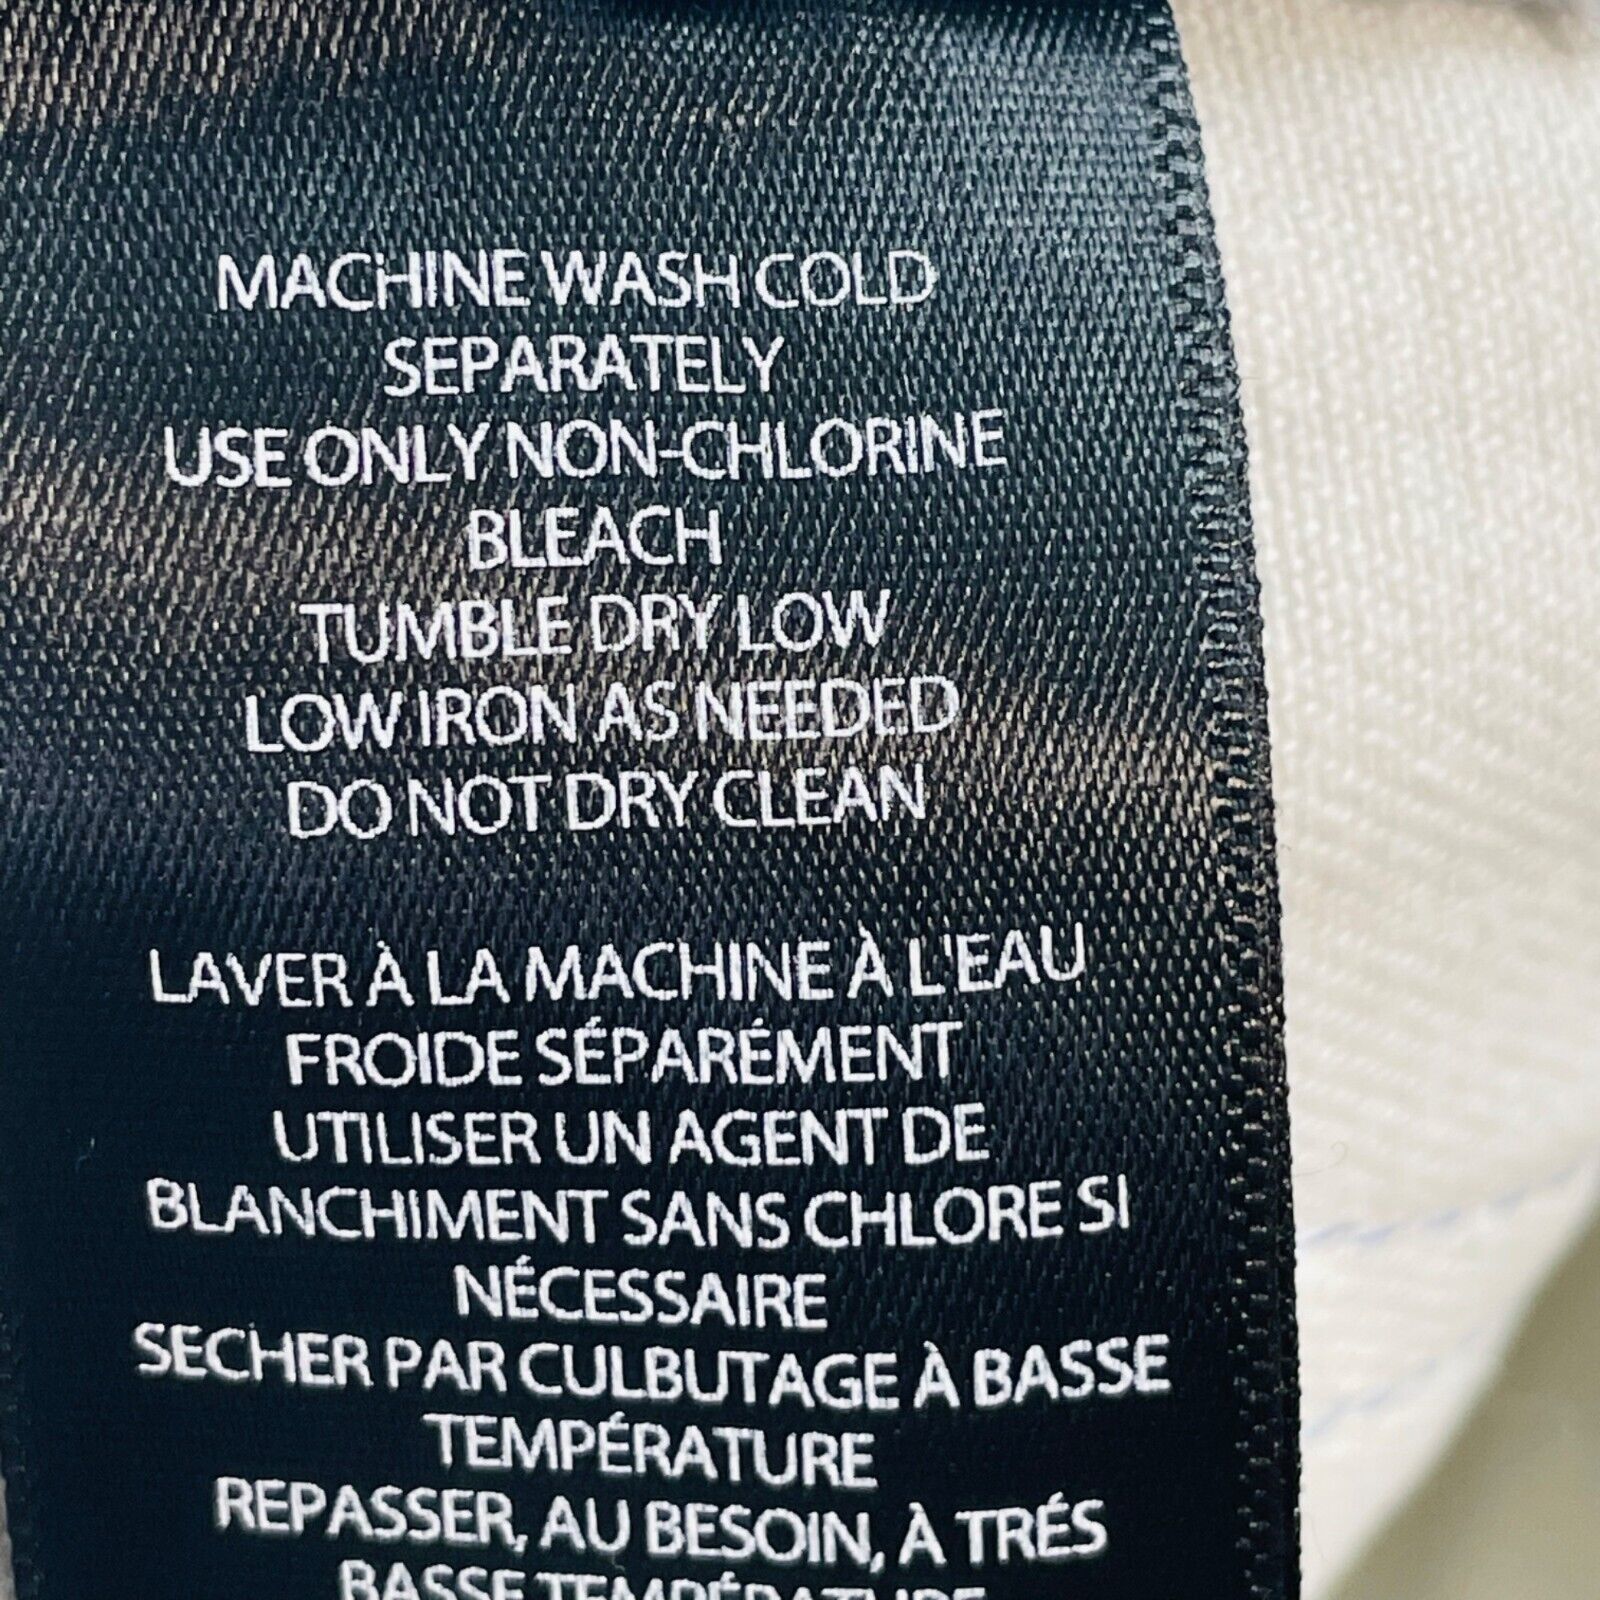 MACHINE WASH COLD
SEPARATELY
USE ONLY NON-CHLORINE
BLEACH
TUMBLE DRY LOW
LOW IRON AS NEEDED
DO NOT DRY CLEAN
LAVER À LA MACHINE À L'EAU
FROIDE SÉPARÉMENT
UTILISER UN AGENT DE
BLANCHIMENT SANS CHLORE SI
NÉCESSAIRE
SECHER PAR CULBUTAGE À BASSE
TEMPÉRATURE
REPASSER, AU BESOIN, À TRÉS
BASSE TEMPÉRATURE